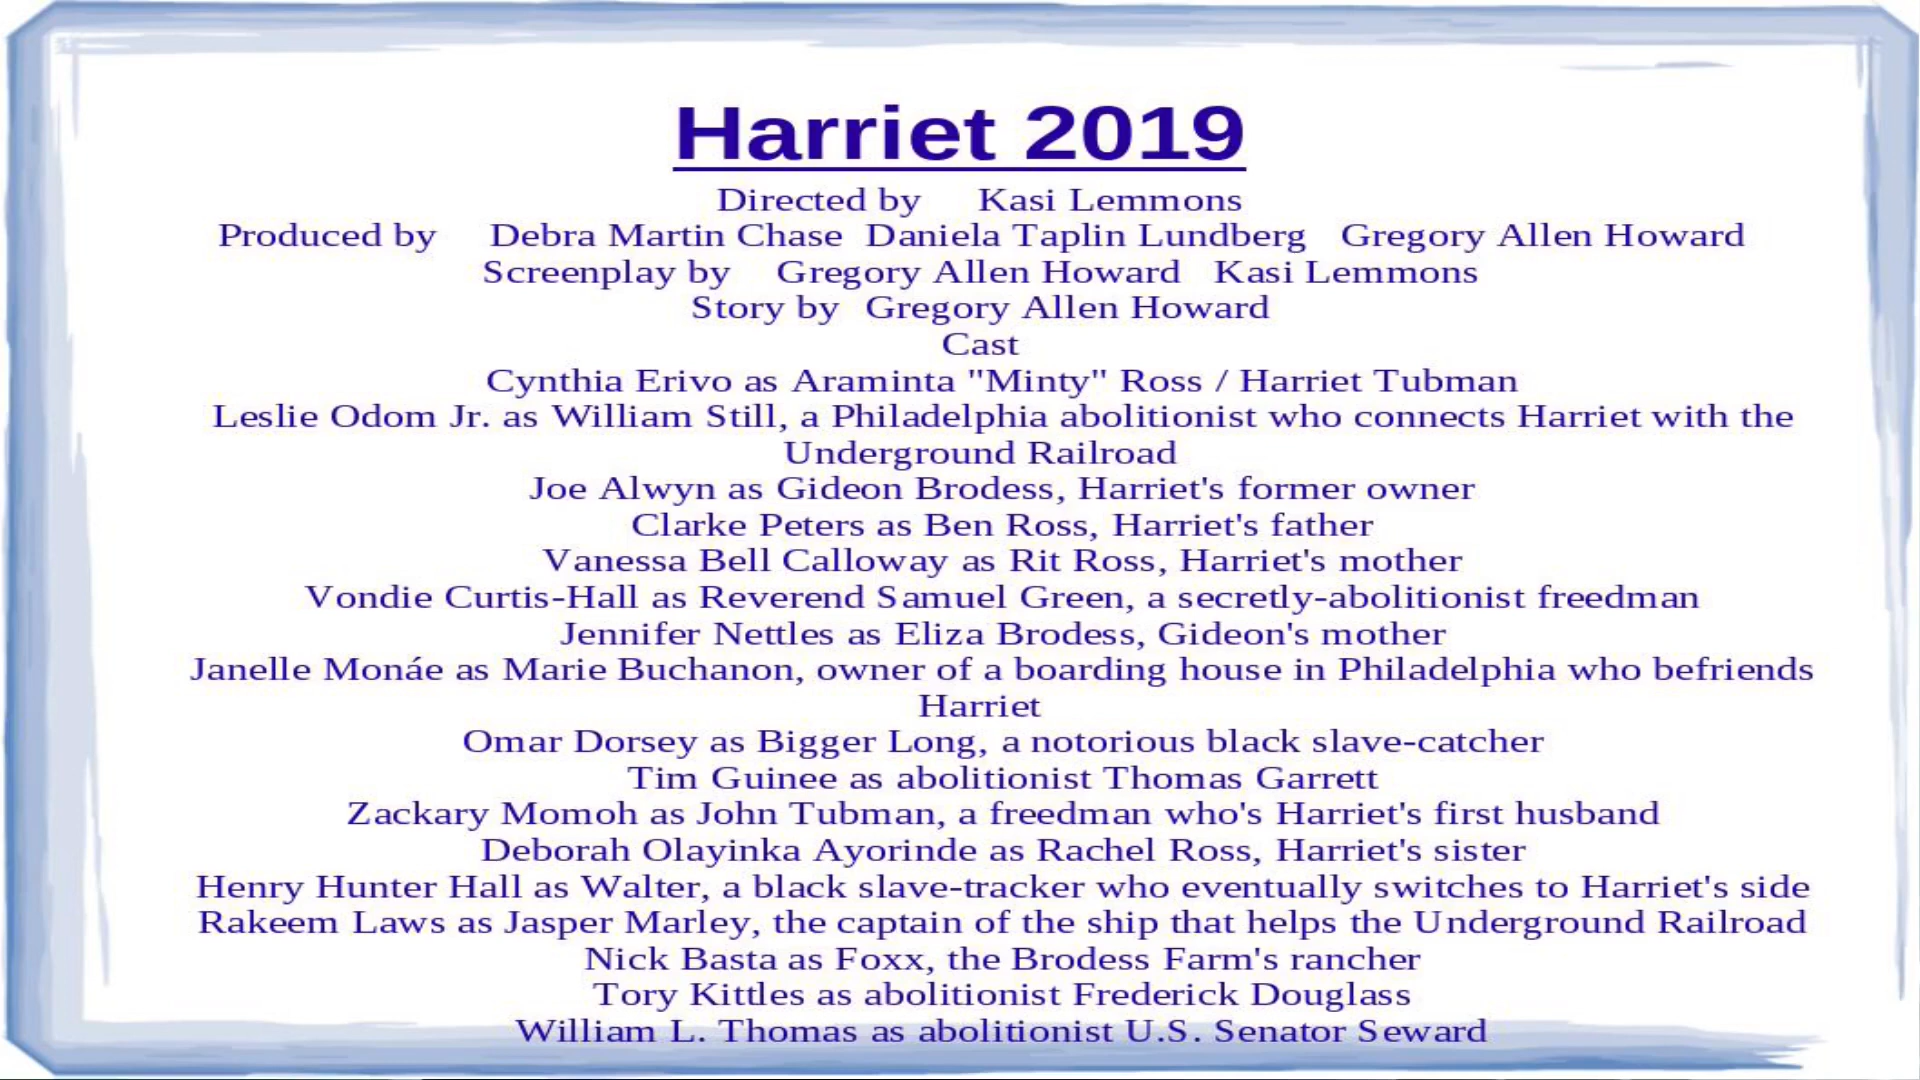 Harriet 2019
Directed by Kasi Lemmons
Produced by Debra Martin Chase Daniela Taplin Lundberg Gregory Allen Howard
Screenplay by Gregory Allen Howard Kasi Lemmons
Story by Gregory Allen Howard
Cast
Cynthia Erivo as Araminta "Minty" Ross / Harriet Tubman
Leslie Odom Jr. as William Still, a Philadelphia abolitionist who connects Harriet with the
Underground Railroad
Joe Alwyn as Gideon Brodess, Harriet's former owner
Clarke Peters as Ben Ross, Harriet's father
Vanessa Bell Calloway as Rit Ross, Harriet's mother
Vondie Curtis-Hall as Reverend Samuel Green, a secretly-abolitionist freedman
Jennifer Nettles as Eliza Brodess, Gideon's mother
Janelle Monáe as Marie Buchanon, owner of a boarding house in Philadelphia who befriends
Harriet
Omar Dorsey as Bigger Long, a notorious black slave-catcher
Tim Guinee as abolitionist Thomas Garrett
Zackary Momoh as John Tubman, a freedman who's Harriet's first husband
Deborah Olayinka Ayorinde as Rachel Ross, Harriet's sister
Henry Hunter Hall as Walter, a black slave-tracker who eventually switches to Harriet's side
Rakeem Laws as Jasper Marley, the captain of the ship that helps the Underground Railroad
Nick Basta as Foxx, the Brodess Farm's rancher
Tory Kittles as abolitionist Frederick Douglass
William L. Thomas as abolitionist U.S. Senator Seward